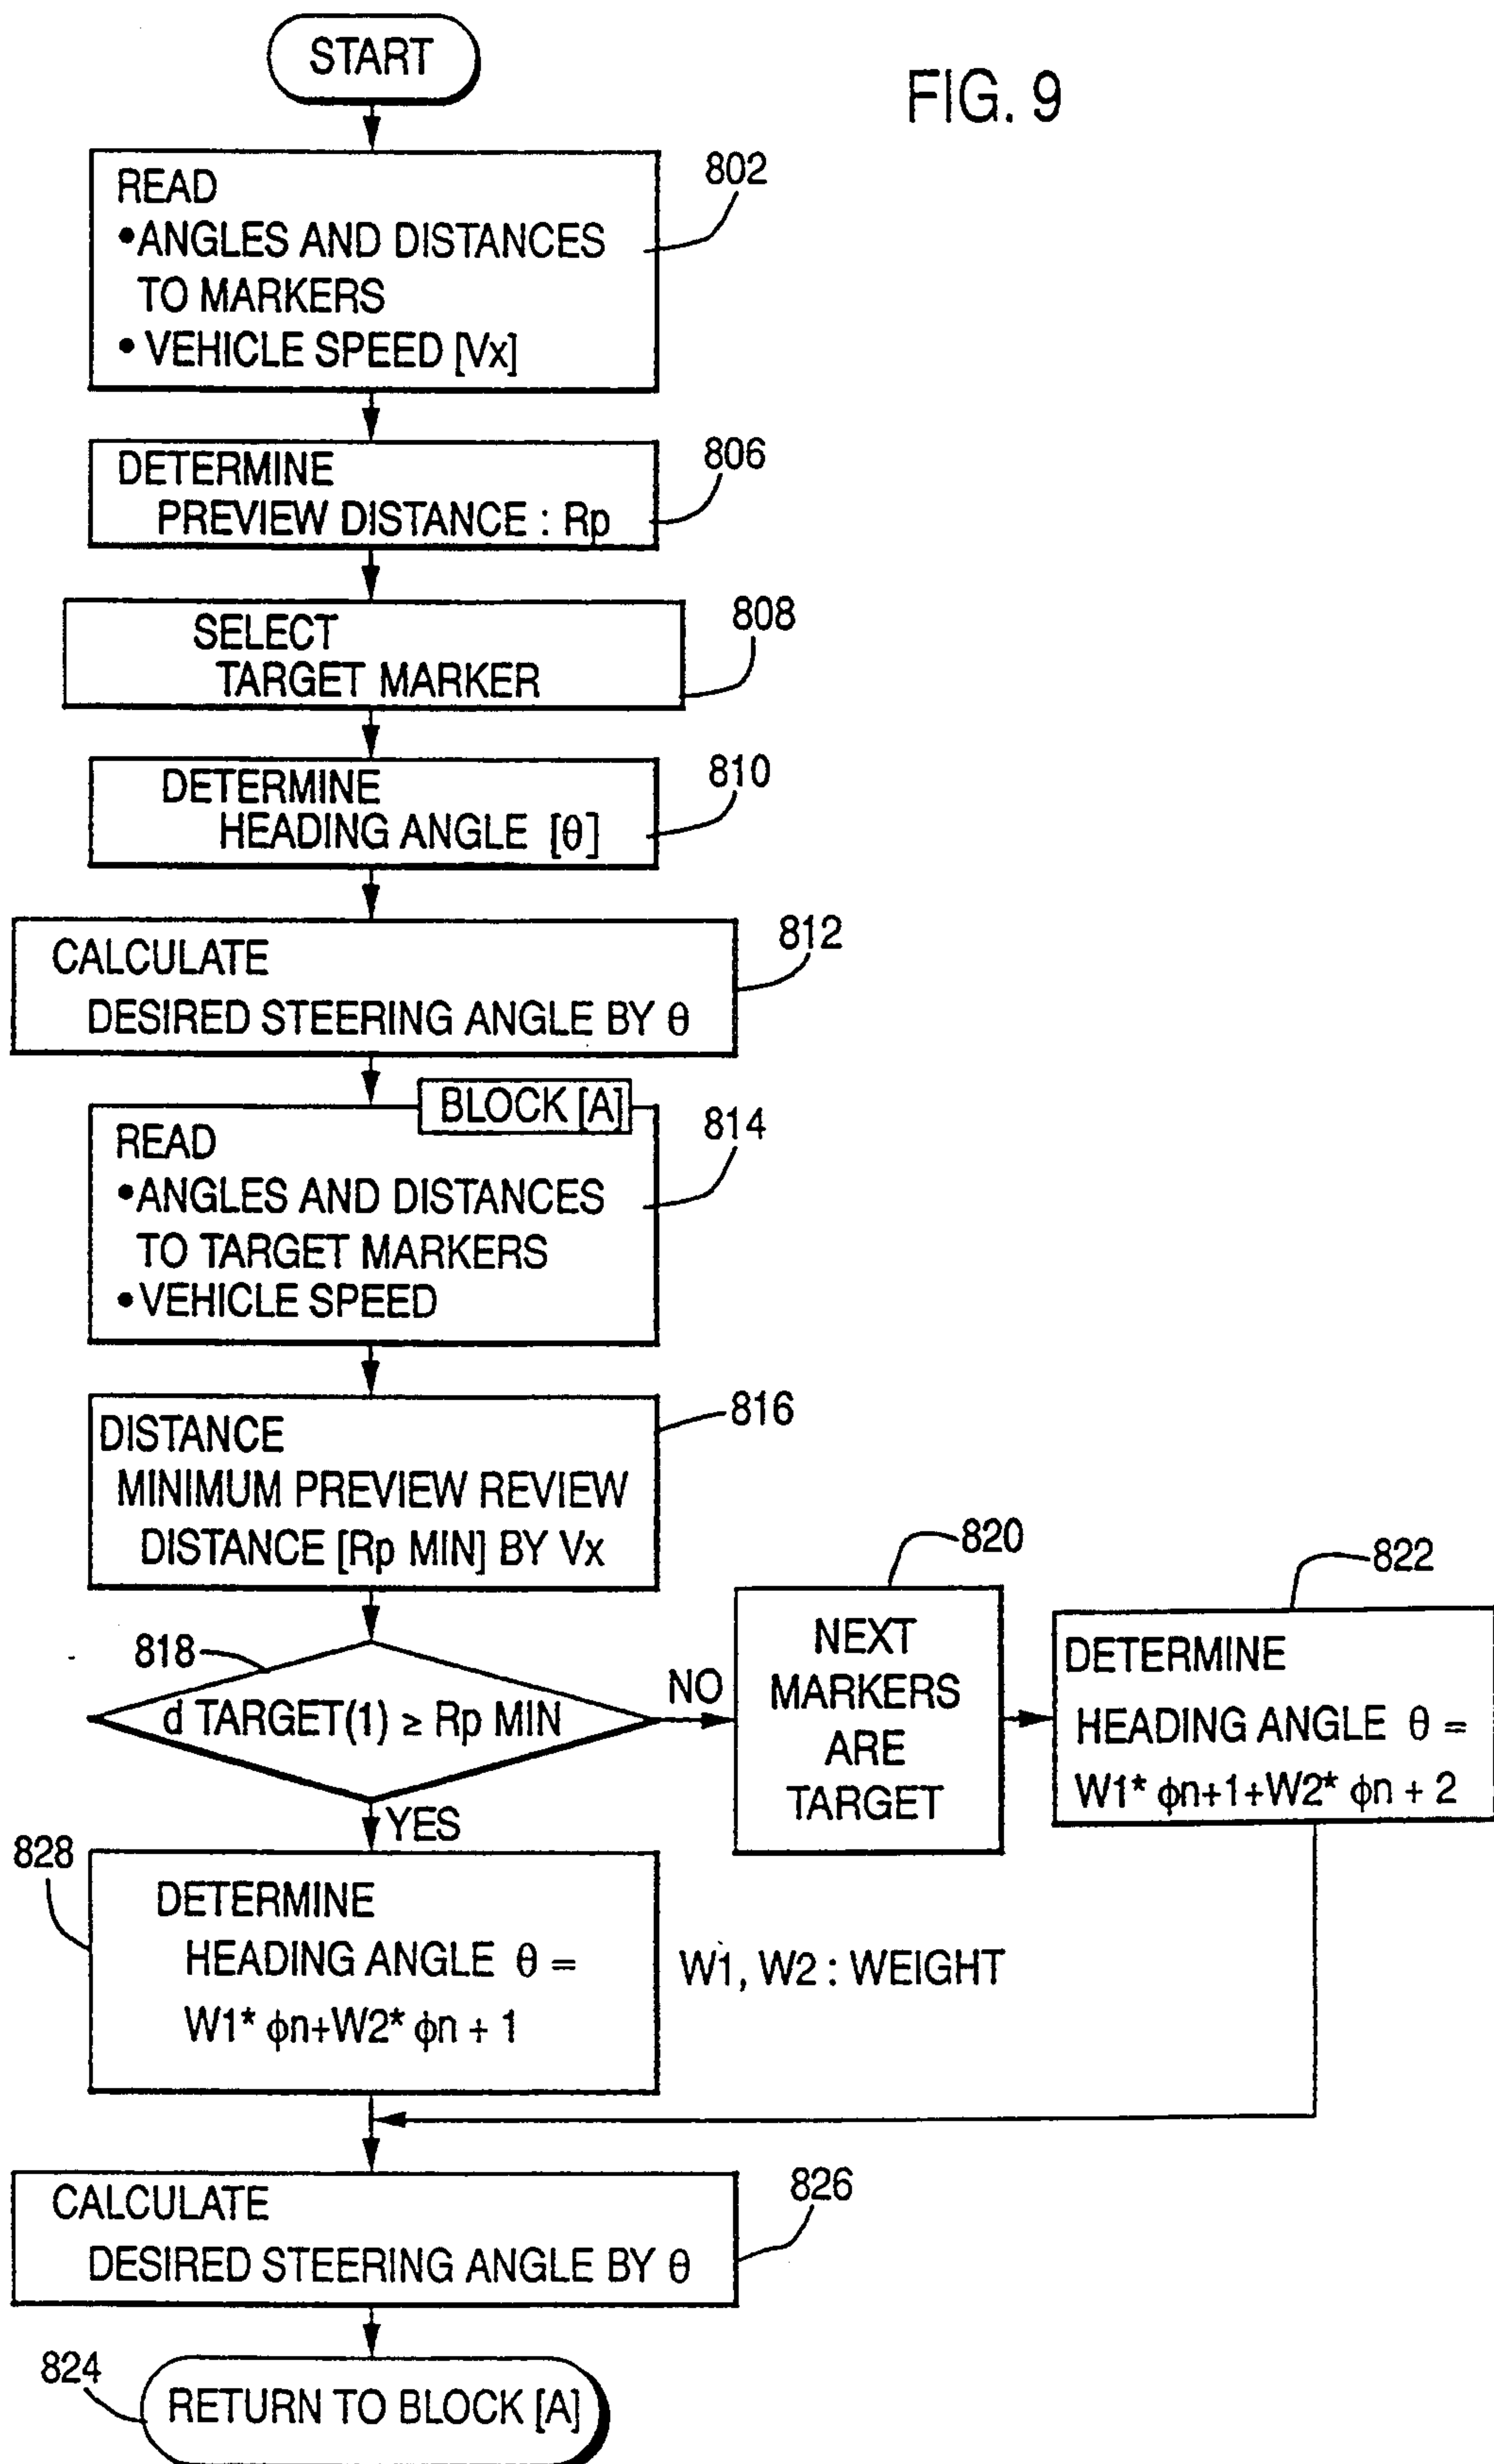 START
FIG. 9
802
READ
•ANGLES AND DISTANCES
TO MARKERS
• VEHICLE SPEED [Vx]
806
DETERMINE
PREVIEW DISTANCE : Rp
808
SELECT
TARGET MARKER
810
DETERMINE
HEADING ANGLE [θ]
812
CALCULATE
DESIRED STEERING ANGLE BY θ
BLOCK [A]
814
READ
•ANGLES AND DISTANCES
TO TARGET MARKERS
•VEHICLE SPEED
816
DISTANCE
MINIMUM PREVIEW REVIEW
DISTANCE [Rp MIN] BY Vx
818
d TARGET(1) ≥ Rp MIN
NO
YES
820
NEXT
MARKERS
ARE
TARGET
822
DETERMINE
HEADING ANGLE θ =
W1* ϕn+1+W2* ϕn + 2
828
DETERMINE
HEADING ANGLE θ =
W1* ϕn+W2* ϕn + 1
W1, W2 : WEIGHT
826
CALCULATE
DESIRED STEERING ANGLE BY θ
824
RETURN TO BLOCK [A]